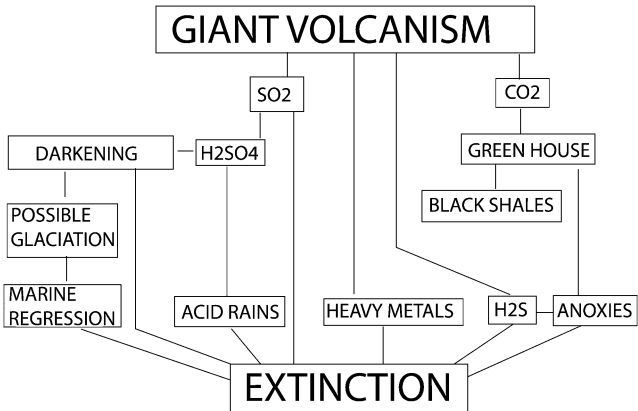 GIANT VOLCANISM
SO2
CO2
DARKENING
H2SO4
GREEN HOUSE
BLACK SHALES
POSSIBLE
GLACIATION
MARINE
REGRESSION
ACID RAINS
HEAVY METALS
H2S
ANOXIES
EXTINCTION